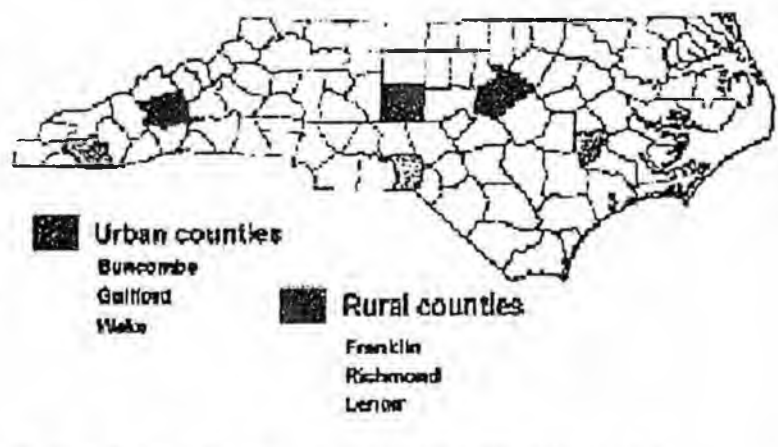 Urban counties
Buncombe
Guilford
Wake
Rural counties
Franklin
Richmond
Lenoir